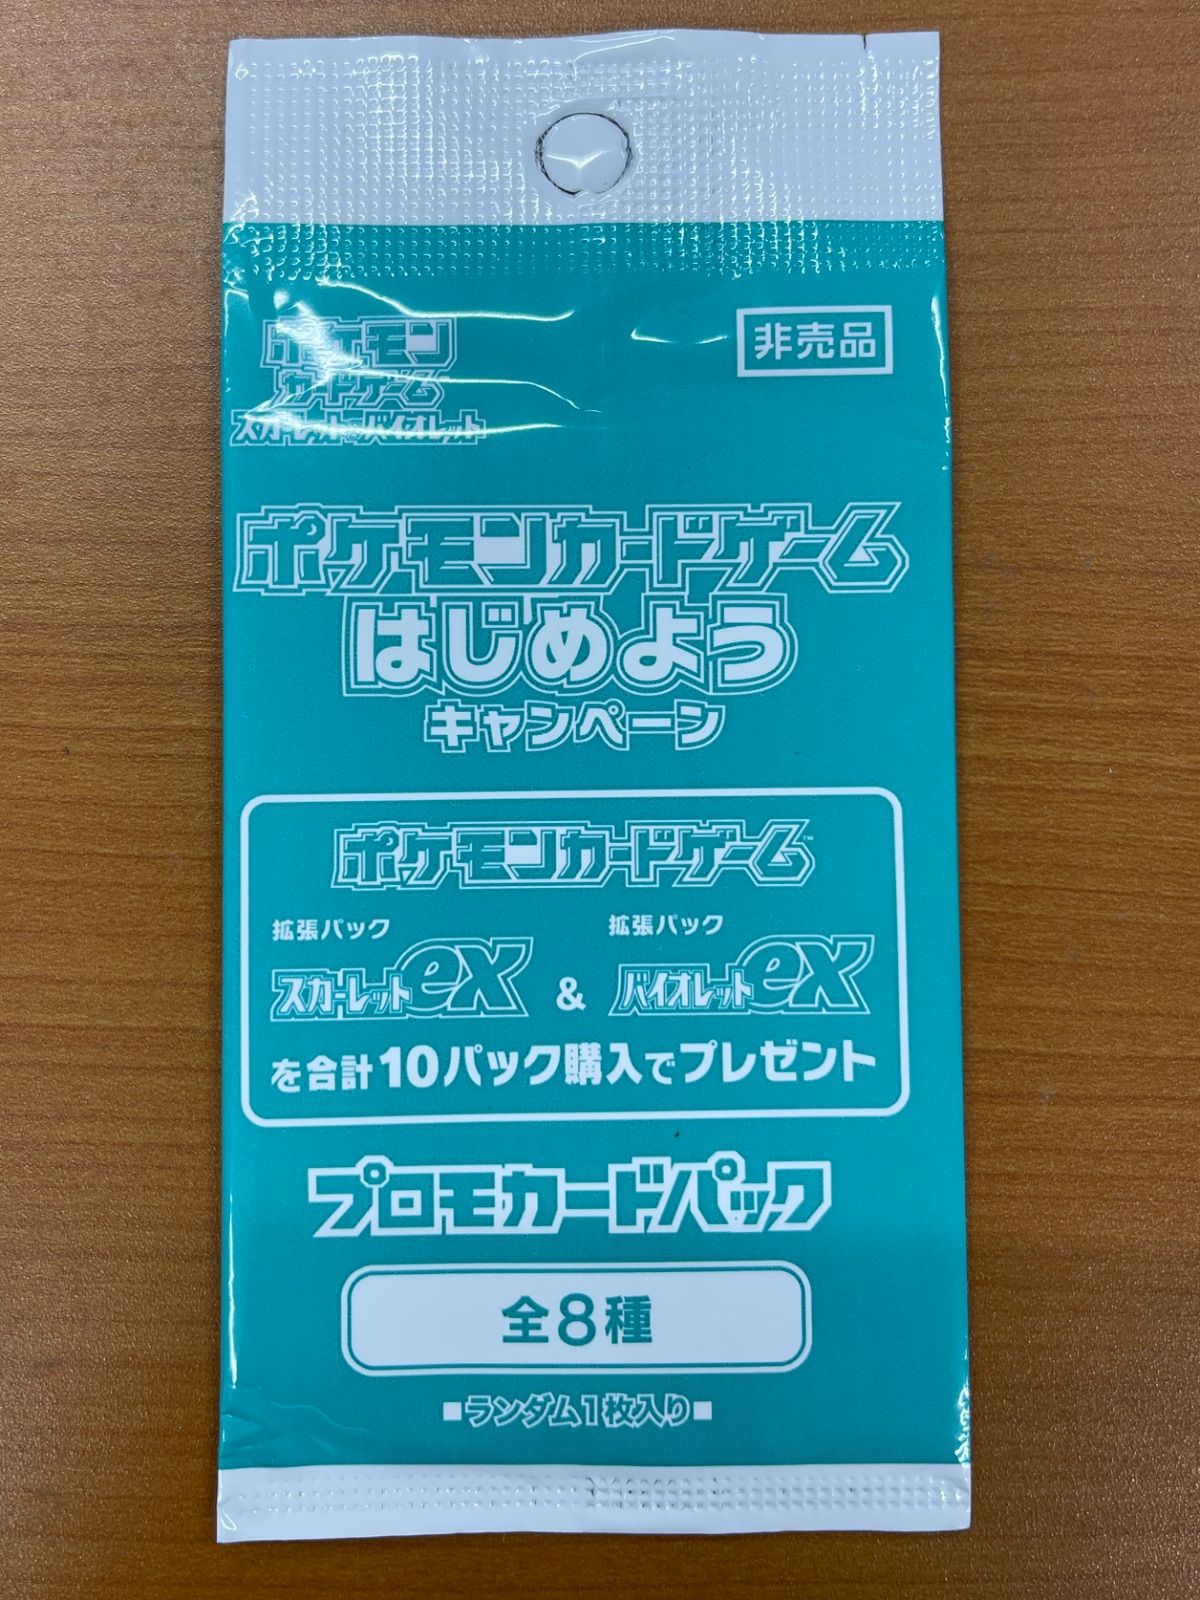 非売品
ポケモン
カードゲーム
スカーレット&バイオレット
ポケモンカードゲーム
はじめよう
キャンペーン
ポケモンカードゲーム™
拡張パック 拡張パック
スカーレットex & バイオレットex
を合計10パック購入でプレゼント
プロモカードパック
全8種
■ランダム1枚入り■